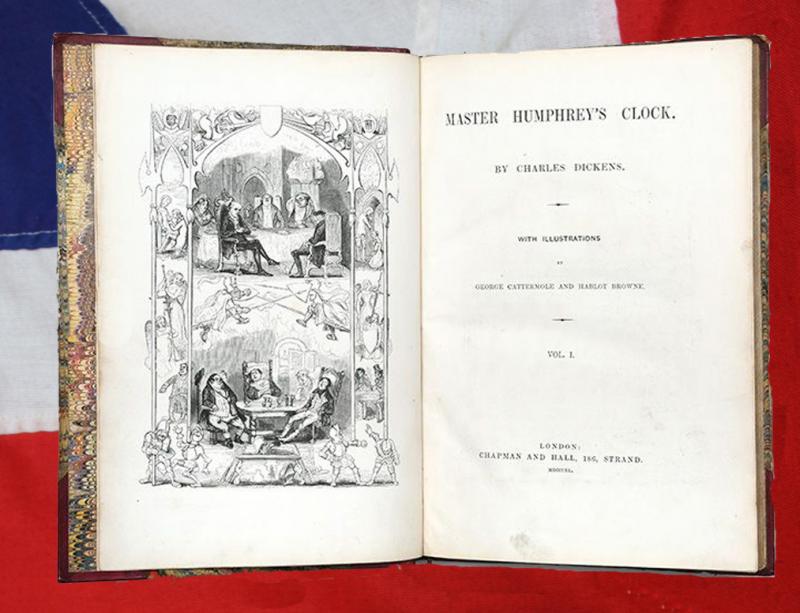 MASTER HUMPHREY'S CLOCK.
BY CHARLES DICKENS.
WITH ILLUSTRATIONS
BY
GEORGE CATTERMOLE AND HABLOT BROWNE.
VOL. I.
LONDON:
CHAPMAN AND HALL, 186, STRAND.
MDCCCXL.